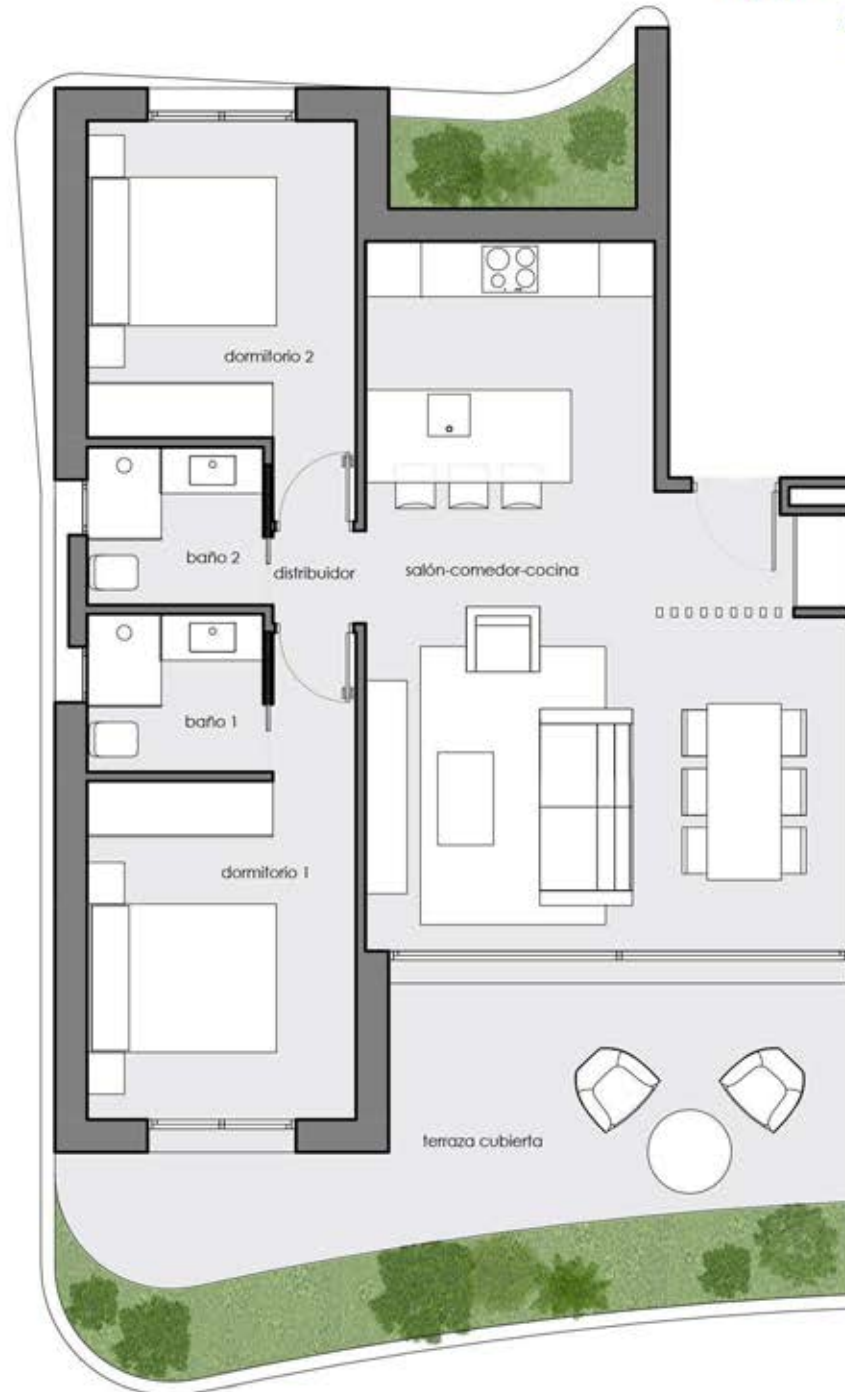 dormitorio 2
baño 2
distribuidor
salón-comedor-cocina
baño 1
dormitorio 1
terraza cubierta